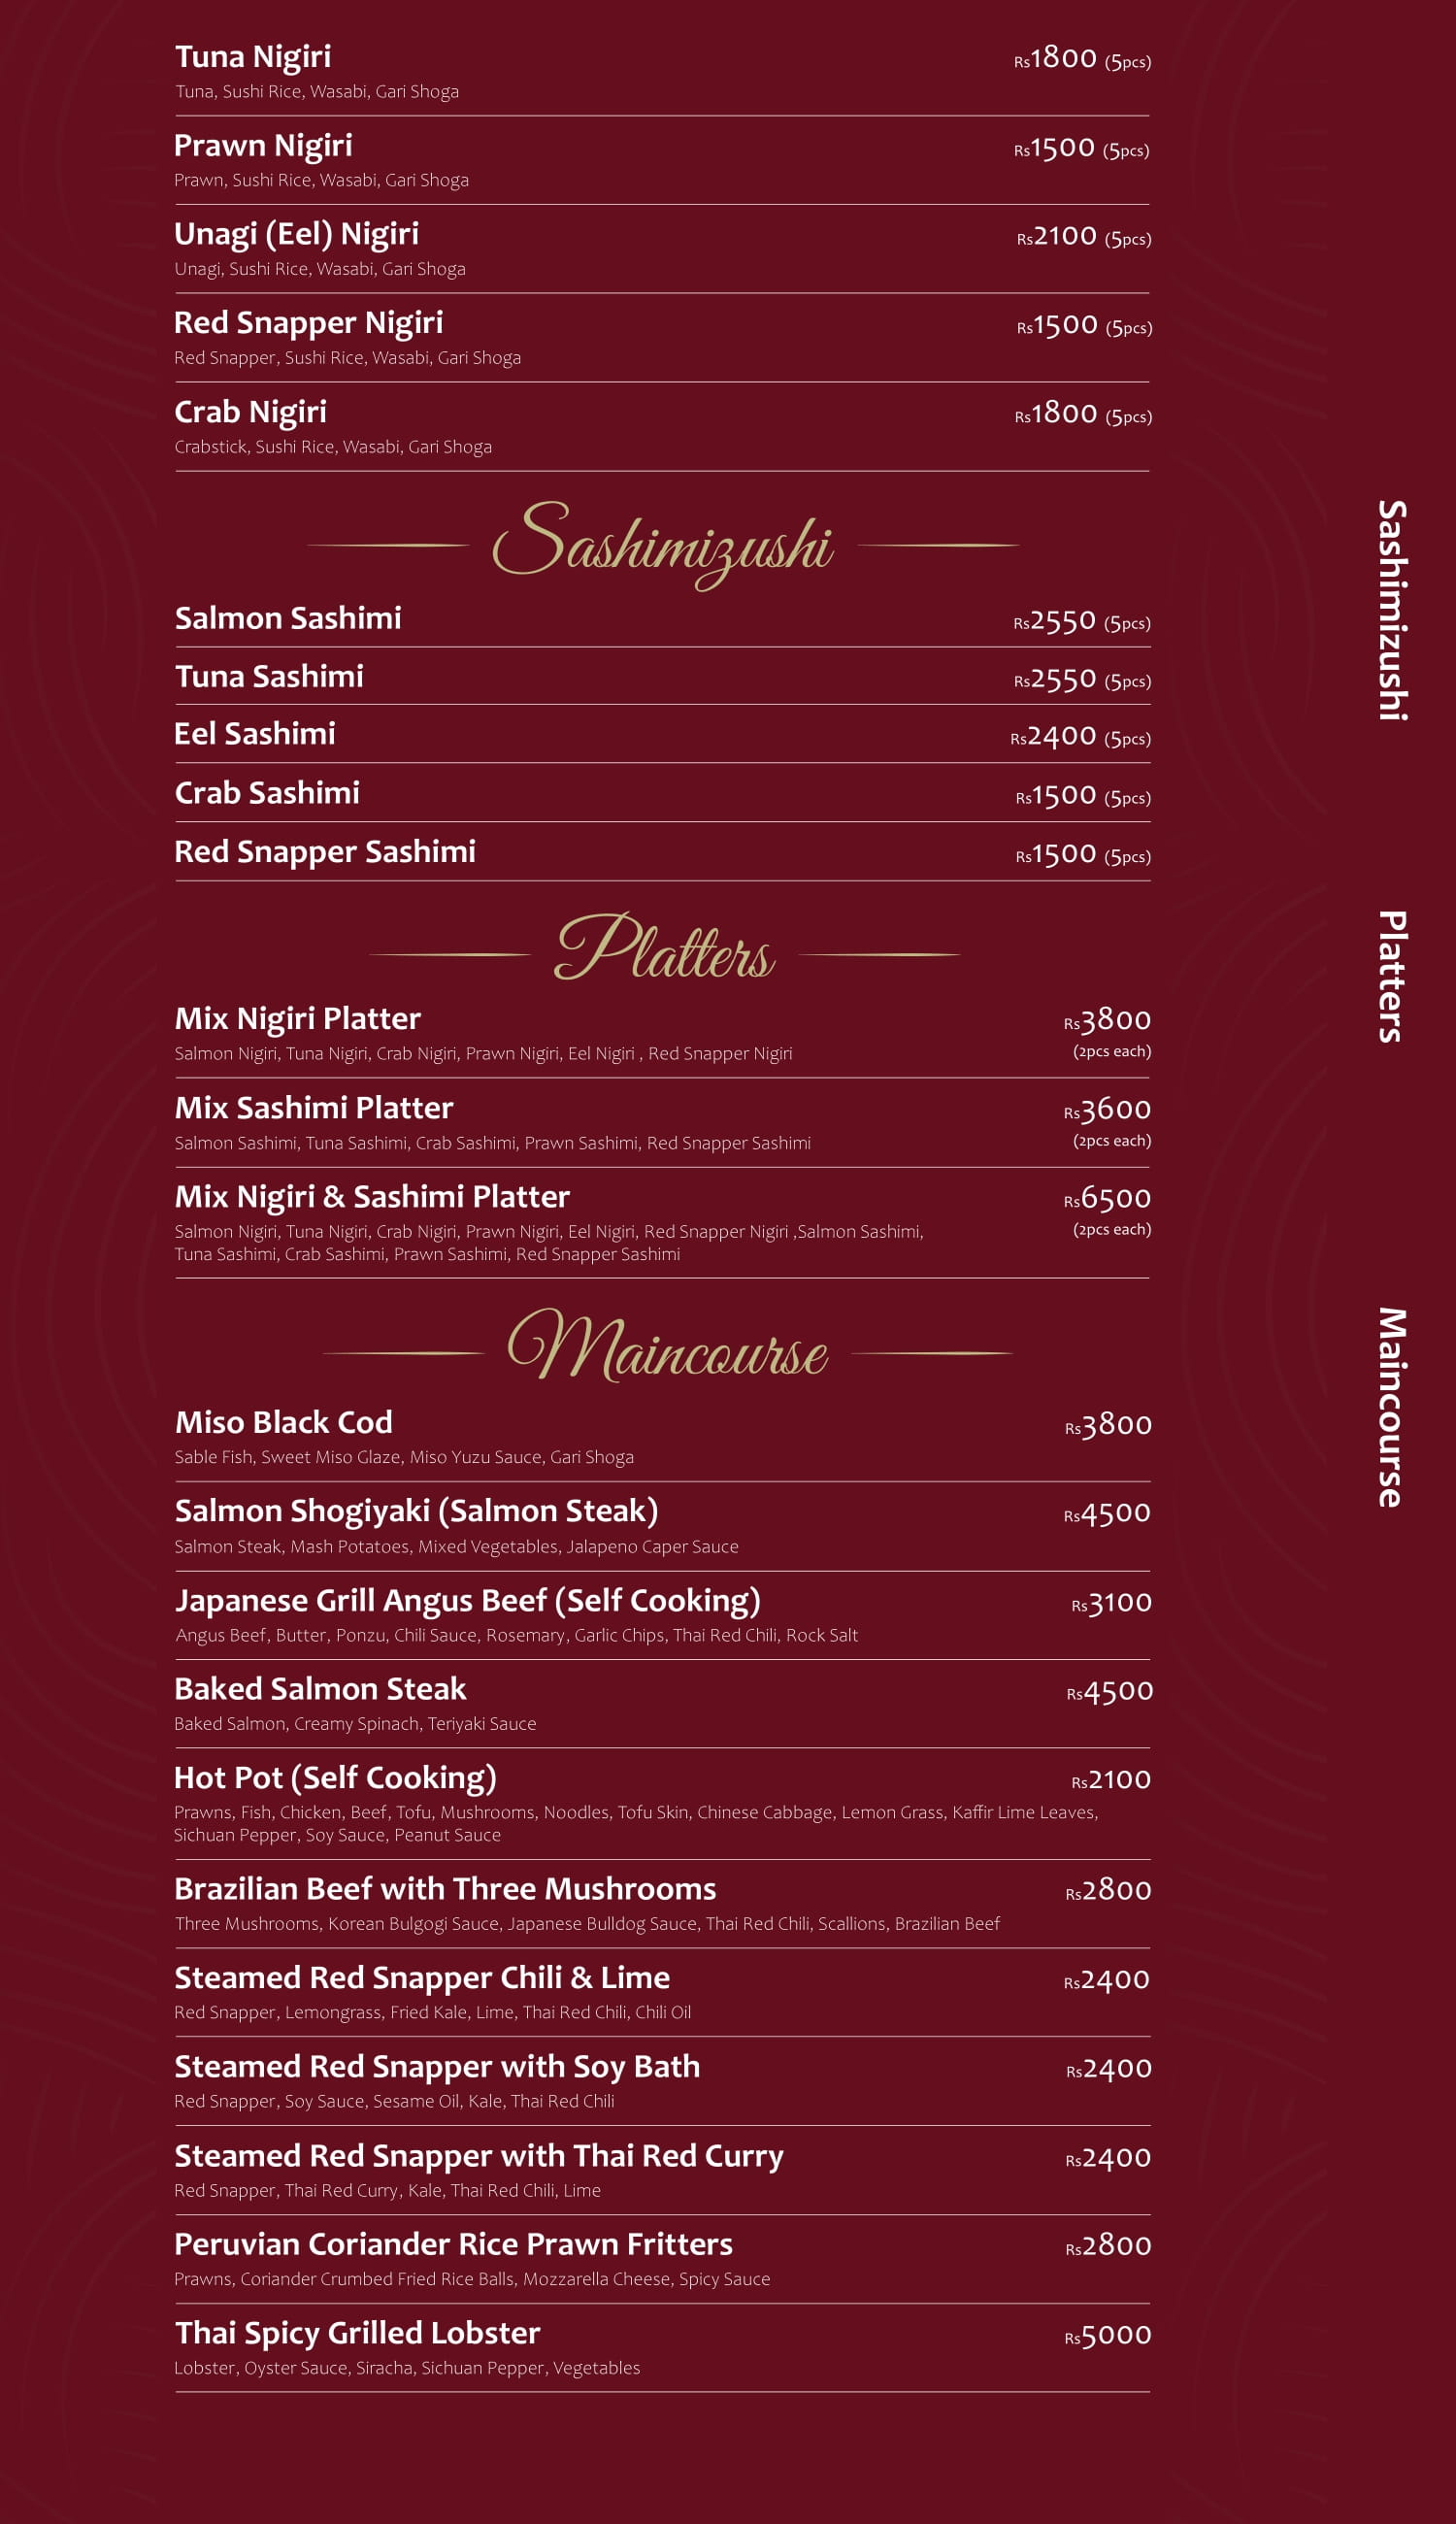 Tuna Nigiri Rs1800 (5pcs)
Tuna, Sushi Rice, Wasabi, Gari Shoga
Prawn Nigiri Rs1500 (5pcs)
Prawn, Sushi Rice, Wasabi, Gari Shoga
Unagi (Eel) Nigiri Rs2100 (5pcs)
Unagi, Sushi Rice, Wasabi, Gari Shoga
Red Snapper Nigiri Rs1500 (5pcs)
Red Snapper, Sushi Rice, Wasabi, Gari Shoga
Crab Nigiri Rs1800 (5pcs)
Crabstick, Sushi Rice, Wasabi, Gari Shoga
Sashimizushi
Salmon Sashimi Rs2550 (5pcs)
Tuna Sashimi Rs2550 (5pcs)
Eel Sashimi Rs2400 (5pcs)
Crab Sashimi Rs1500 (5pcs)
Red Snapper Sashimi Rs1500 (5pcs)
Platters
Mix Nigiri Platter Rs3800
Salmon Nigiri, Tuna Nigiri, Crab Nigiri, Prawn Nigiri, Eel Nigiri , Red Snapper Nigiri (2pcs each)
Mix Sashimi Platter Rs3600
Salmon Sashimi, Tuna Sashimi, Crab Sashimi, Prawn Sashimi, Red Snapper Sashimi (2pcs each)
Mix Nigiri & Sashimi Platter Rs6500
Salmon Nigiri, Tuna Nigiri, Crab Nigiri, Prawn Nigiri, Eel Nigiri, Red Snapper Nigiri ,Salmon Sashimi, (2pcs each)
Tuna Sashimi, Crab Sashimi, Prawn Sashimi, Red Snapper Sashimi
Maincourse
Miso Black Cod Rs3800
Sable Fish, Sweet Miso Glaze, Miso Yuzu Sauce, Gari Shoga
Salmon Shogiyaki (Salmon Steak) Rs4500
Salmon Steak, Mash Potatoes, Mixed Vegetables, Jalapeno Caper Sauce
Japanese Grill Angus Beef (Self Cooking) Rs3100
Angus Beef, Butter, Ponzu, Chili Sauce, Rosemary, Garlic Chips, Thai Red Chili, Rock Salt
Baked Salmon Steak Rs4500
Baked Salmon, Creamy Spinach, Teriyaki Sauce
Hot Pot (Self Cooking) Rs2100
Prawns, Fish, Chicken, Beef, Tofu, Mushrooms, Noodles, Tofu Skin, Chinese Cabbage, Lemon Grass, Kaffir Lime Leaves,
Sichuan Pepper, Soy Sauce, Peanut Sauce
Brazilian Beef with Three Mushrooms Rs2800
Three Mushrooms, Korean Bulgogi Sauce, Japanese Bulldog Sauce, Thai Red Chili, Scallions, Brazilian Beef
Steamed Red Snapper Chili & Lime Rs2400
Red Snapper, Lemongrass, Fried Kale, Lime, Thai Red Chili, Chili Oil
Steamed Red Snapper with Soy Bath Rs2400
Red Snapper, Soy Sauce, Sesame Oil, Kale, Thai Red Chili
Steamed Red Snapper with Thai Red Curry Rs2400
Red Snapper, Thai Red Curry, Kale, Thai Red Chili, Lime
Peruvian Coriander Rice Prawn Fritters Rs2800
Prawns, Coriander Crumbed Fried Rice Balls, Mozzarella Cheese, Spicy Sauce
Thai Spicy Grilled Lobster Rs5000
Lobster, Oyster Sauce, Siracha, Sichuan Pepper, Vegetables
Sashimizushi
Platters
Maincourse